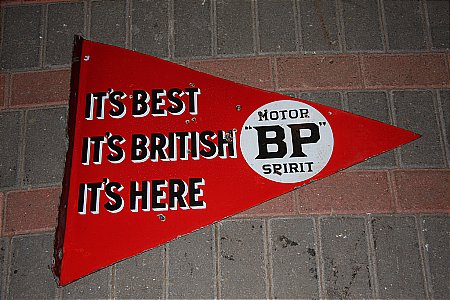 IT'S BEST
IT'S BRITISH
IT'S HERE
MOTOR
"BP"
SPIRIT